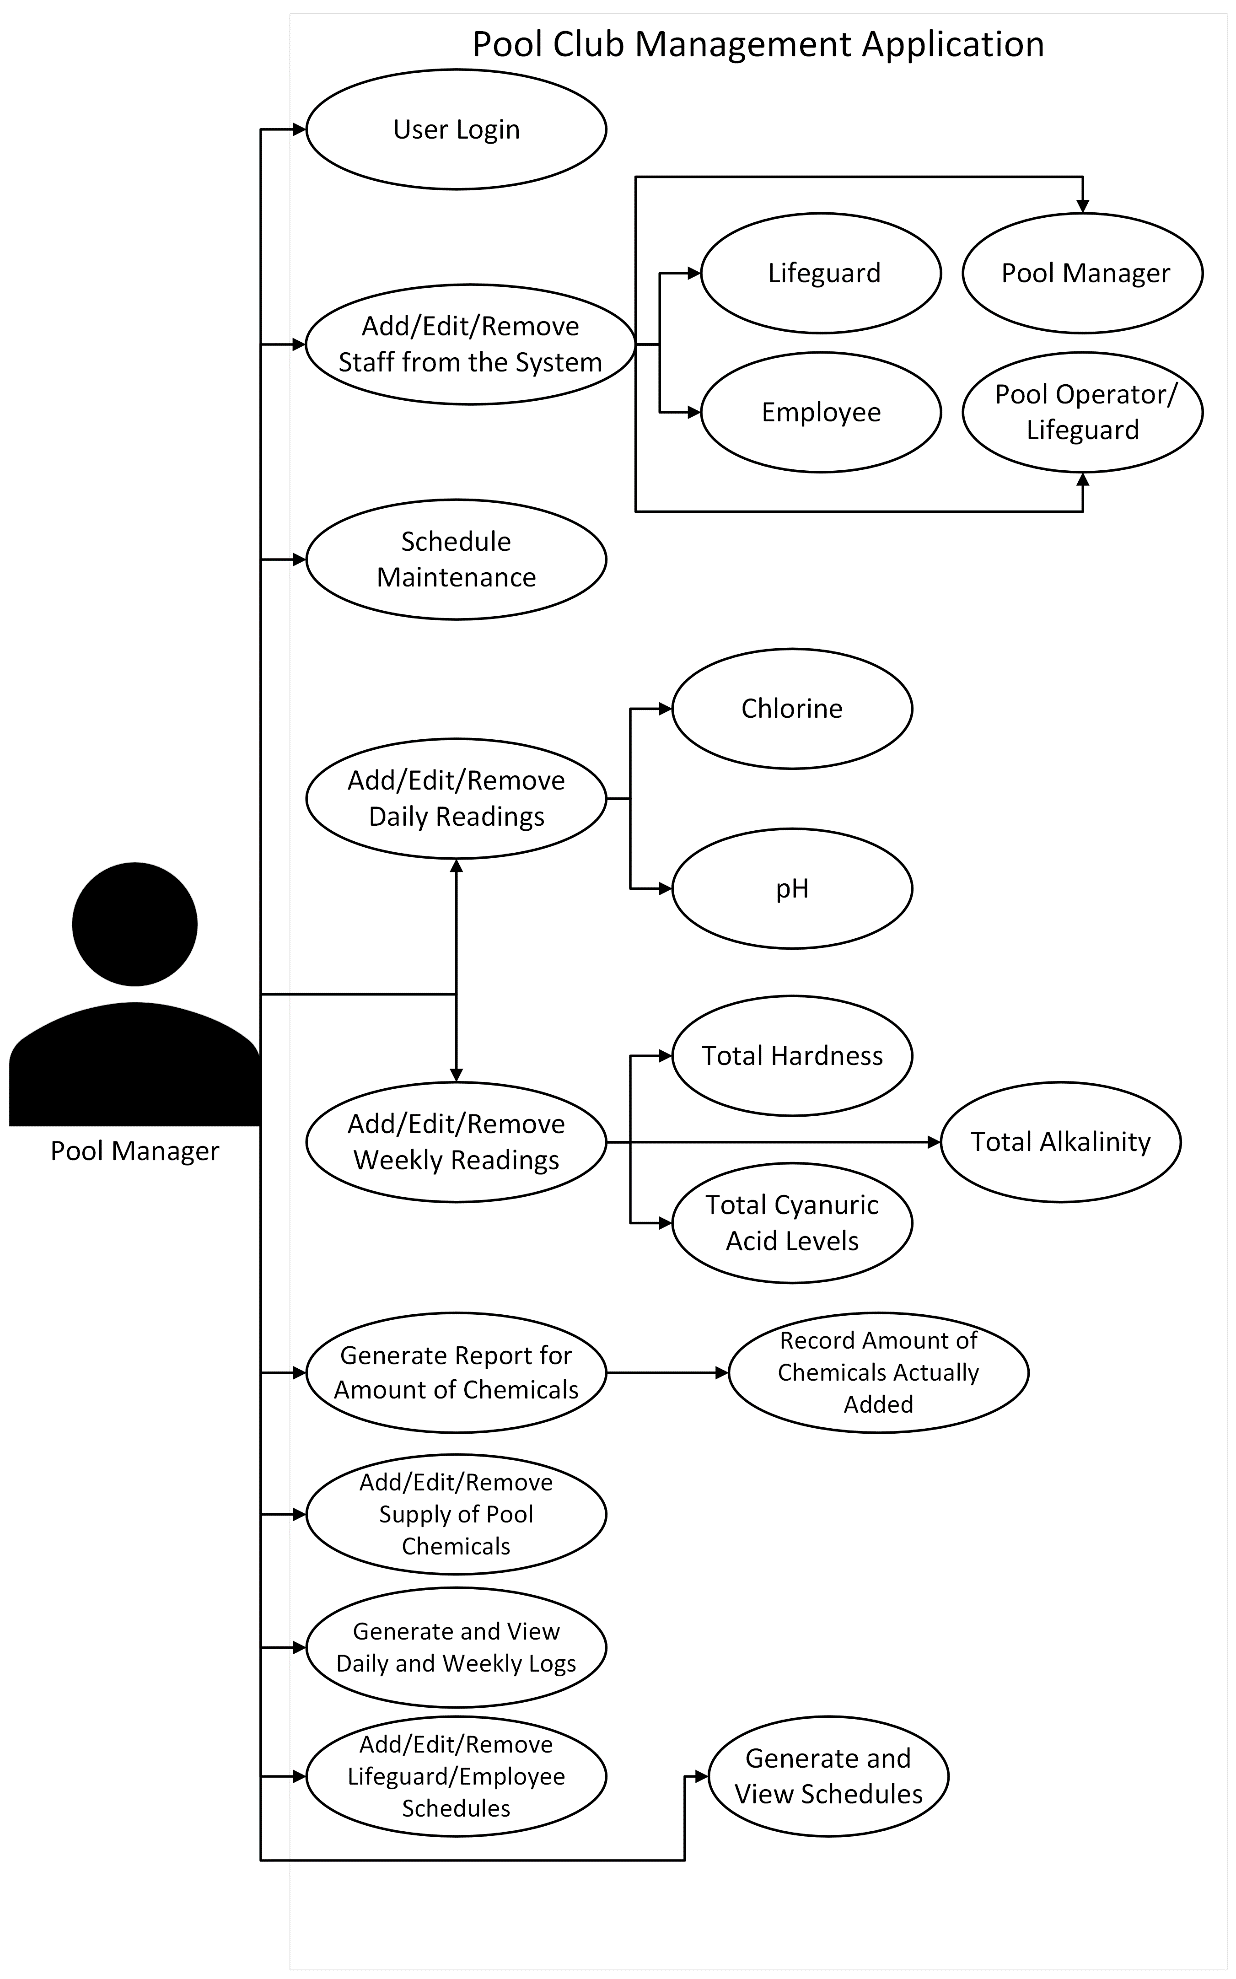 Pool Club Management Application
User Login
Add/Edit/Remove
Staff from the System
Lifeguard
Pool Manager
Employee
Pool Operator/
Lifeguard
Schedule
Maintenance
Add/Edit/Remove
Daily Readings
Chlorine
pH
Pool Manager
Add/Edit/Remove
Weekly Readings
Total Hardness
Total Alkalinity
Total Cyanuric
Acid Levels
Generate Report for
Amount of Chemicals
Record Amount of
Chemicals Actually
Added
Add/Edit/Remove
Supply of Pool
Chemicals
Generate and View
Daily and Weekly Logs
Add/Edit/Remove
Lifeguard/Employee
Schedules
Generate and
View Schedules